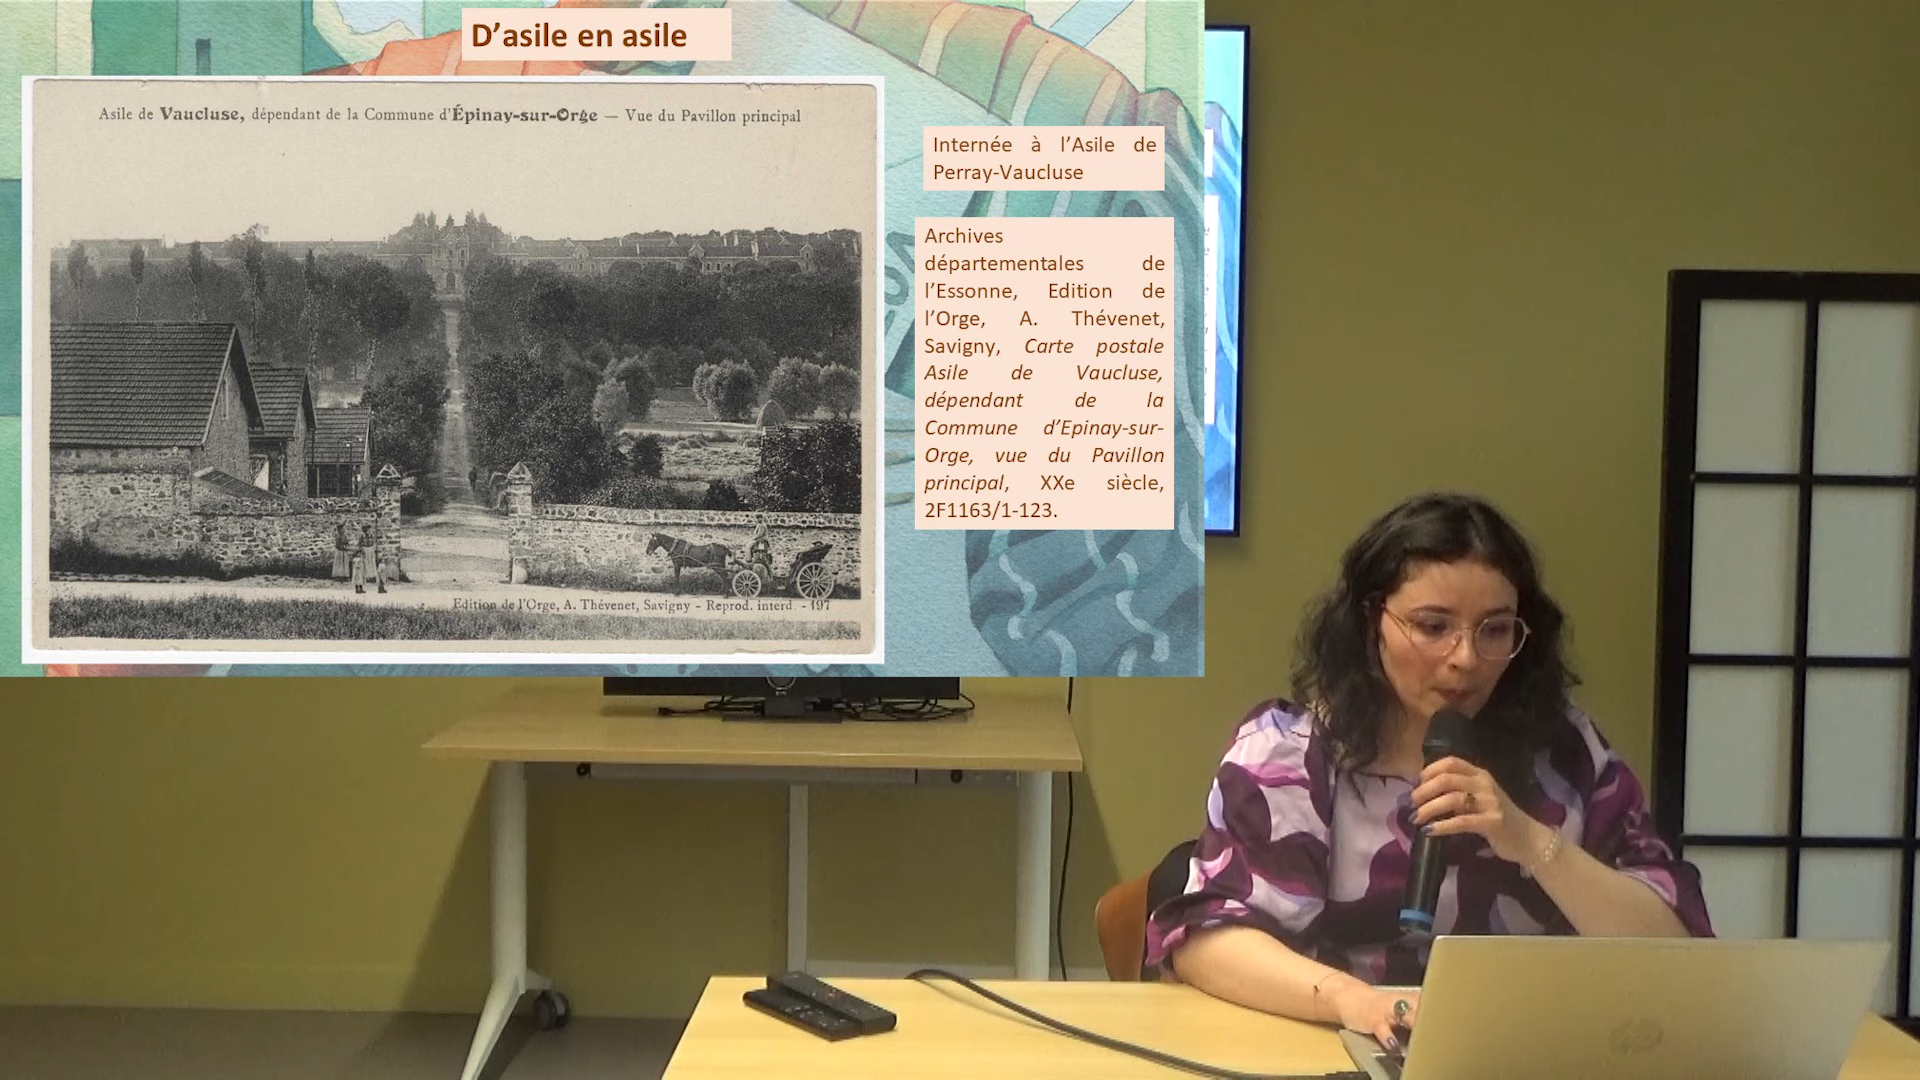 D’asile en asile
Asile de Vaucluse, dépendant de la Commune d'Épinay-sur-Orge — Vue du Pavillon principal
Edition de l'Orge, A. Thévenet, Savigny - Reprod. interd - 197
Internée à l’Asile de
Perray-Vaucluse
Archives
départementales de
l’Essonne, Edition de
l’Orge, A. Thévenet,
Savigny, Carte postale
Asile de Vaucluse,
dépendant de la
Commune d’Epinay-sur-
Orge, vue du Pavillon
principal, XXe siècle,
2F1163/1-123.